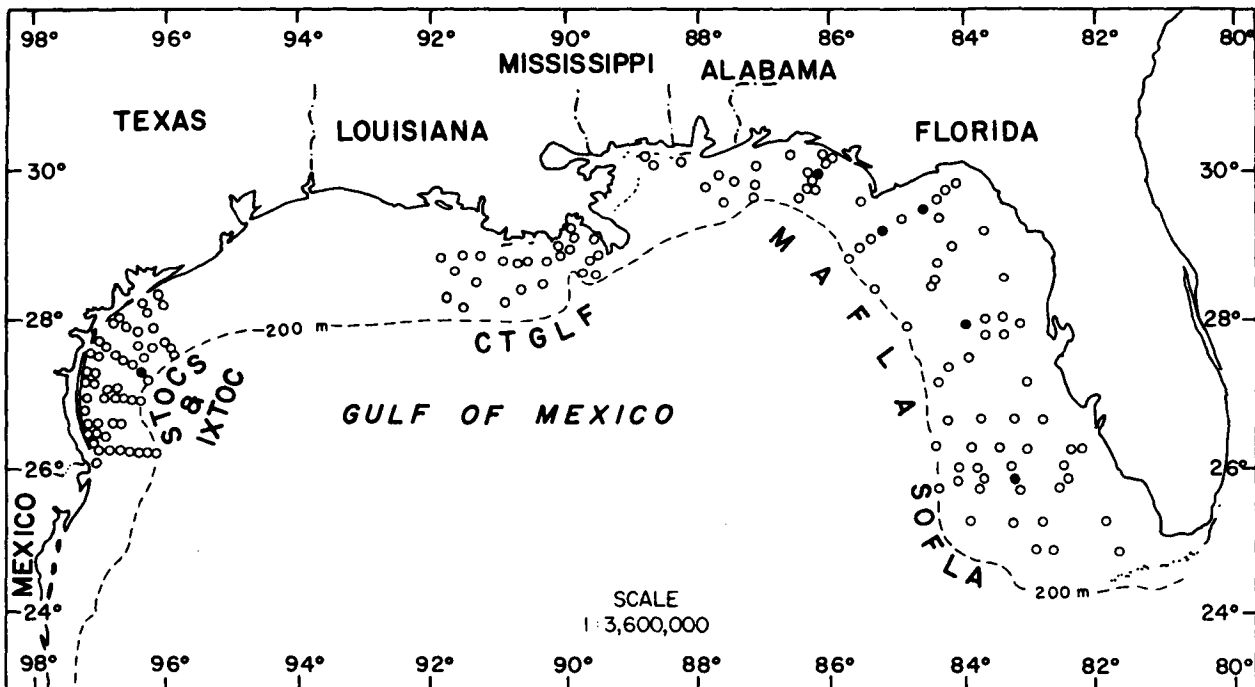 98° 96° 94° 92° 90° 88° 86° 84° 82° 80°
MISSISSIPPI
ALABAMA
TEXAS
LOUISIANA
FLORIDA
30° 30°
28° 28°
200 m
CTGLF
MAFLA
STOCS
&
IXTOC
GULF OF MEXICO
26° 26°
SOFLA
MEXICO
200 m
SCALE
1:3,600,000
24° 24°
98° 96° 94° 92° 90° 88° 86° 84° 82° 80°